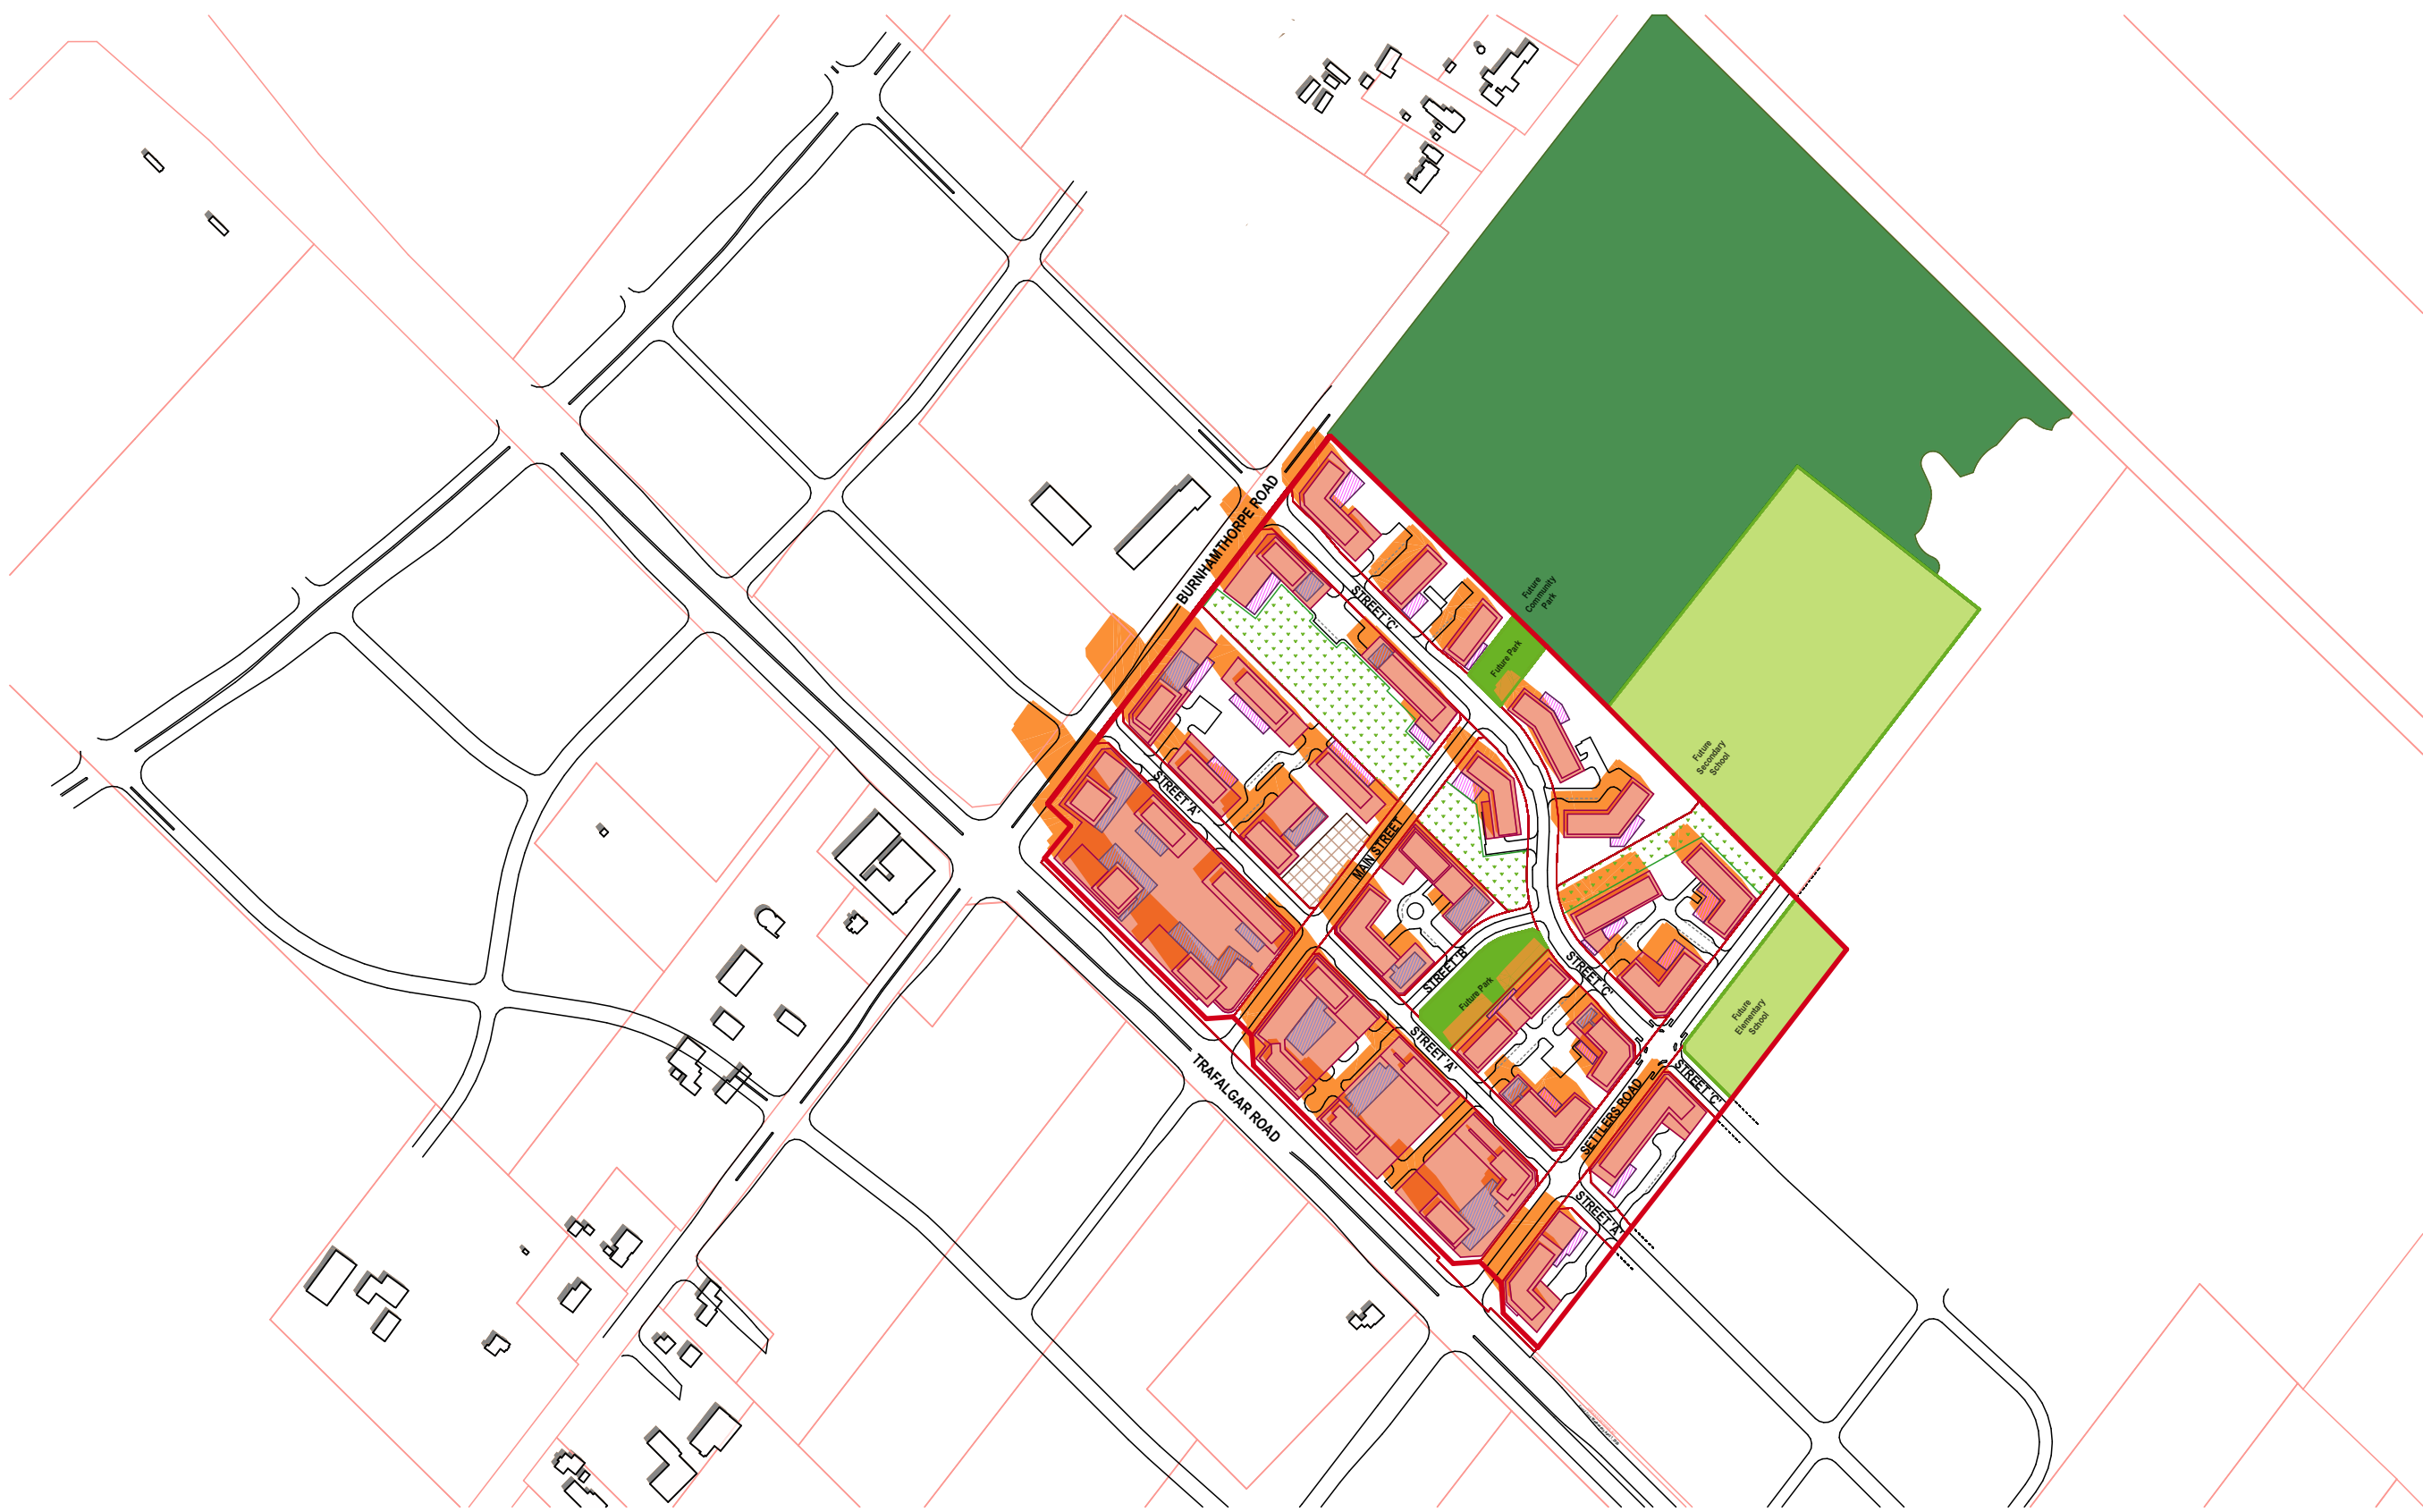 BURNHAMTHORPE ROAD
STREET 'C'
Future
Community
Park
Future Park
STREET 'A'
MAIN STREET
Future
Secondary
School
STREET 'B'
Future Park
STREET 'C'
Future
Elementary
School
STREET 'A'
TRAFALGAR ROAD
SETTLERS ROAD
STREET 'C'
STREET 'A'